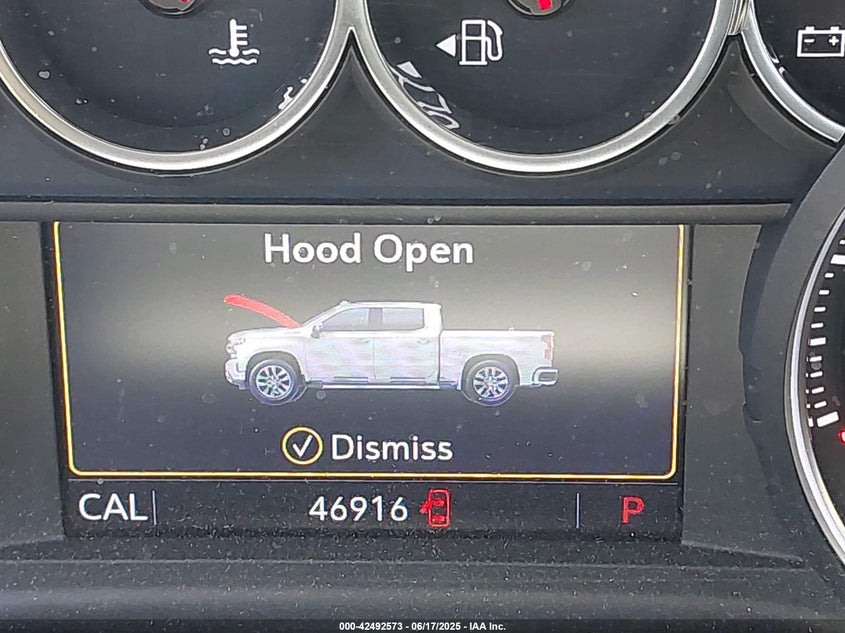 Hood Open
Dismiss
CAL 46916 P
000-42492573 - 06/17/2025 - IAA Inc.